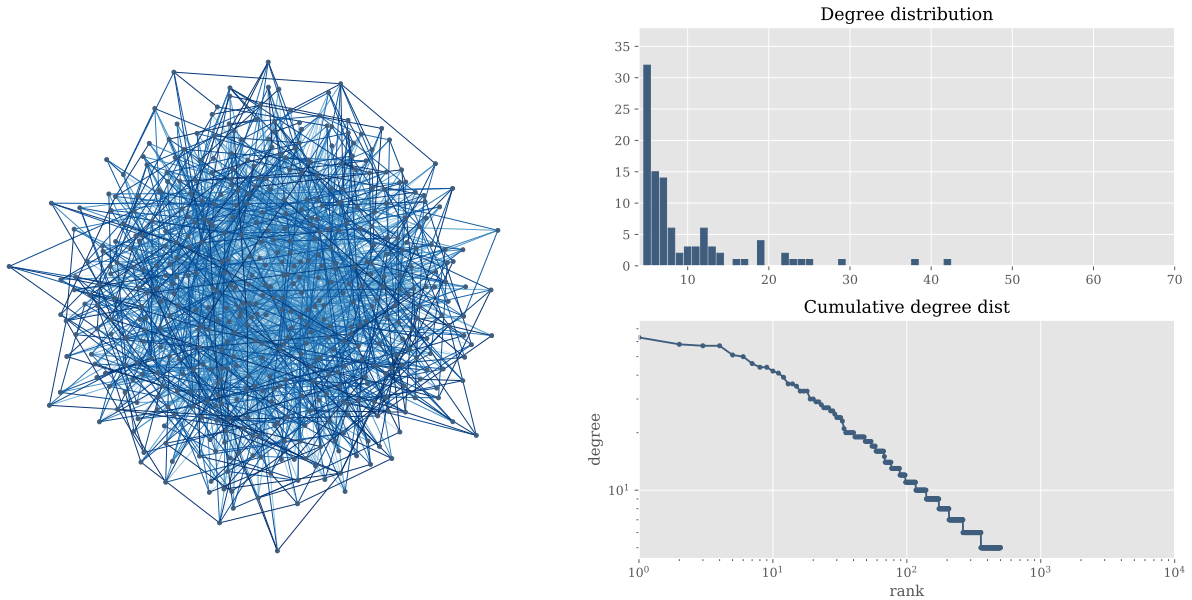 Degree distribution
35
30
25
20
15
10
5
0
10 20 30 40 50 60 70
Cumulative degree dist
degree
10¹
10⁰ 10¹ 10² 10³ 10⁴
rank